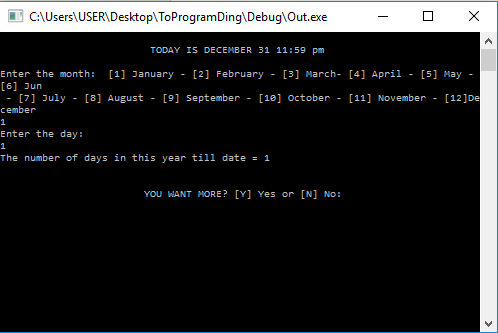 C:\Users\USER\Desktop\ToProgramDing\Debug\Out.exe
TODAY IS DECEMBER 31 11:59 pm
Enter the month:  [1] January - [2] February - [3] March- [4] April - [5] May -
[6] Jun
 - [7] July - [8] August - [9] September - [10] October - [11] November - [12]De
cember
1
Enter the day:
1
The number of days in this year till date = 1
YOU WANT MORE? [Y] Yes or [N] No: